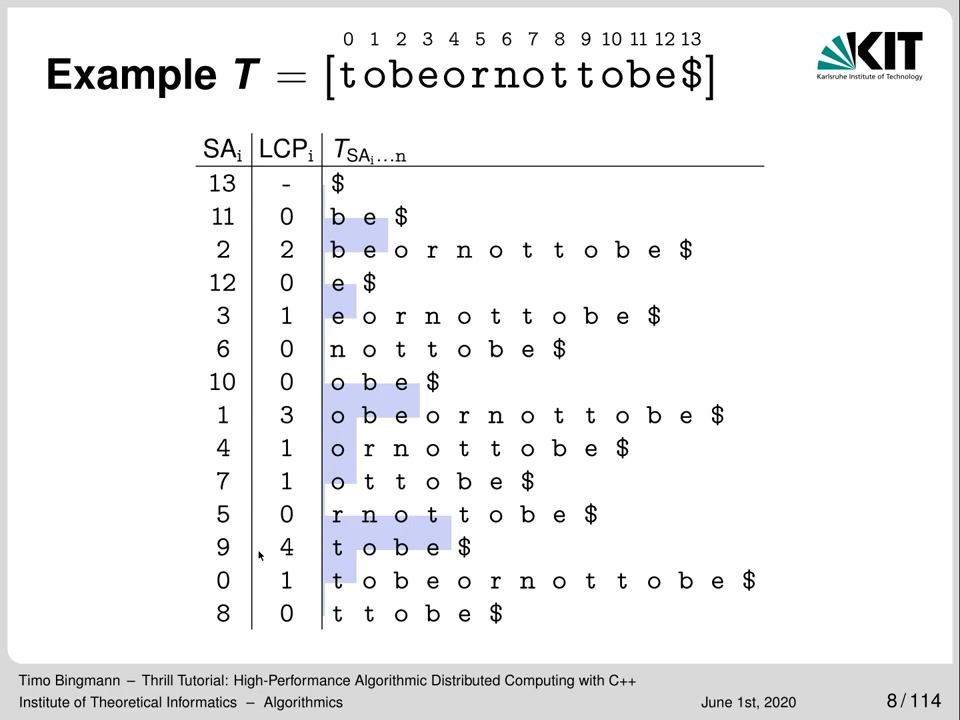 0 1 2 3 4 5 6 7 8 9 10 11 12 13
Example T = [tobeornottobe$]
KIT
Karlsruhe Institute of Technology
SAi LCPi TSAi…n
13 - $
11 0 b e $
2 2 b e o r n o t t o b e $
12 0 e $
3 1 e o r n o t t o b e $
6 0 n o t t o b e $
10 0 o b e $
1 3 o b e o r n o t t o b e $
4 1 o r n o t t o b e $
7 1 o t t o b e $
5 0 r n o t t o b e $
9 4 t o b e $
0 1 t o b e o r n o t t o b e $
8 0 t t o b e $
Timo Bingmann – Thrill Tutorial: High-Performance Algorithmic Distributed Computing with C++
Institute of Theoretical Informatics – Algorithmics June 1st, 2020 8 / 114